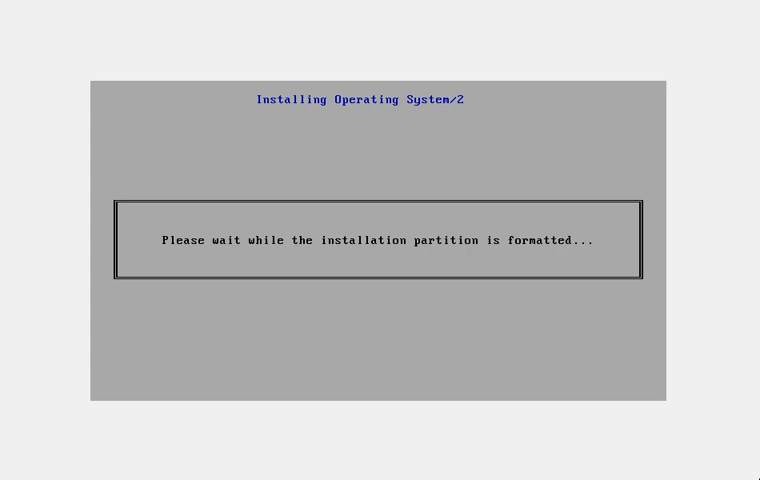 Installing Operating System/2
Please wait while the installation partition is formatted...